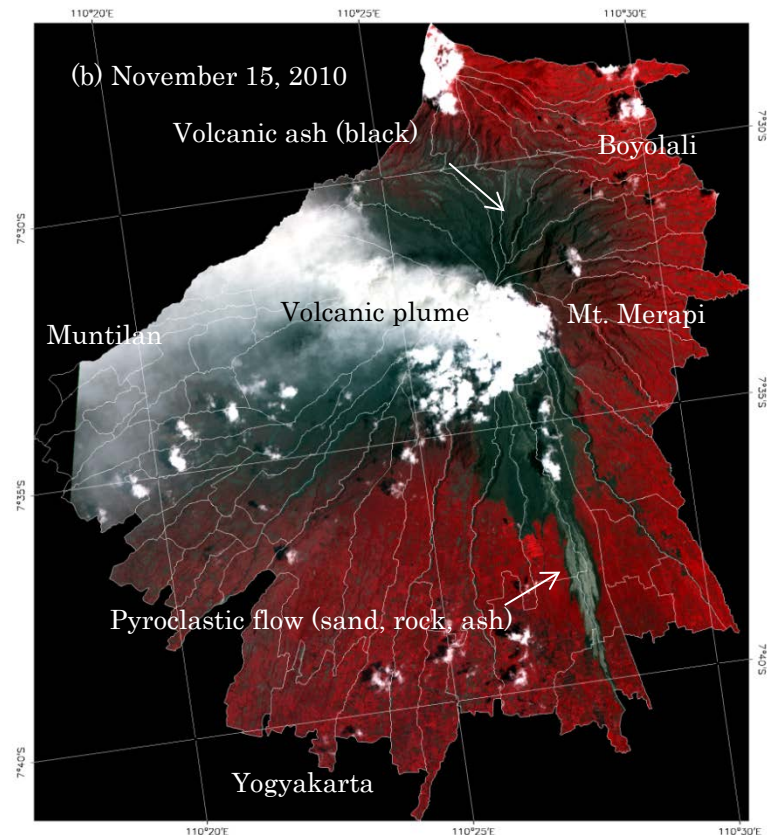 110°20'E
110°25'E
110°30'E
(b) November 15, 2010
Volcanic ash (black)
Boyolali
7°30'S
7°30'S
Volcanic plume
Mt. Merapi
Muntilan
7°35'S
7°35'S
Pyroclastic flow (sand, rock, ash)
7°40'S
7°40'S
Yogyakarta
110°20'E
110°25'E
110°30'E